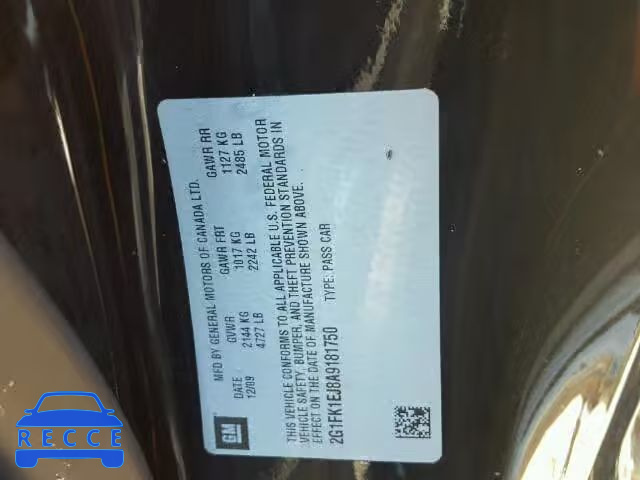 MFD BY GENERAL MOTORS OF CANADA LTD.
DATE GVWR GAWR FRT GAWR RR
12/09 2144 KG 1017 KG 1127 KG
4727 LB 2242 LB 2485 LB
GM
THIS VEHICLE CONFORMS TO ALL APPLICABLE U.S. FEDERAL MOTOR
VEHICLE SAFETY, BUMPER, AND THEFT PREVENTION STANDARDS IN
EFFECT ON THE DATE OF MANUFACTURE SHOWN ABOVE.
2G1FK1EJ8A9181750 TYPE: PASS CAR
RECCE